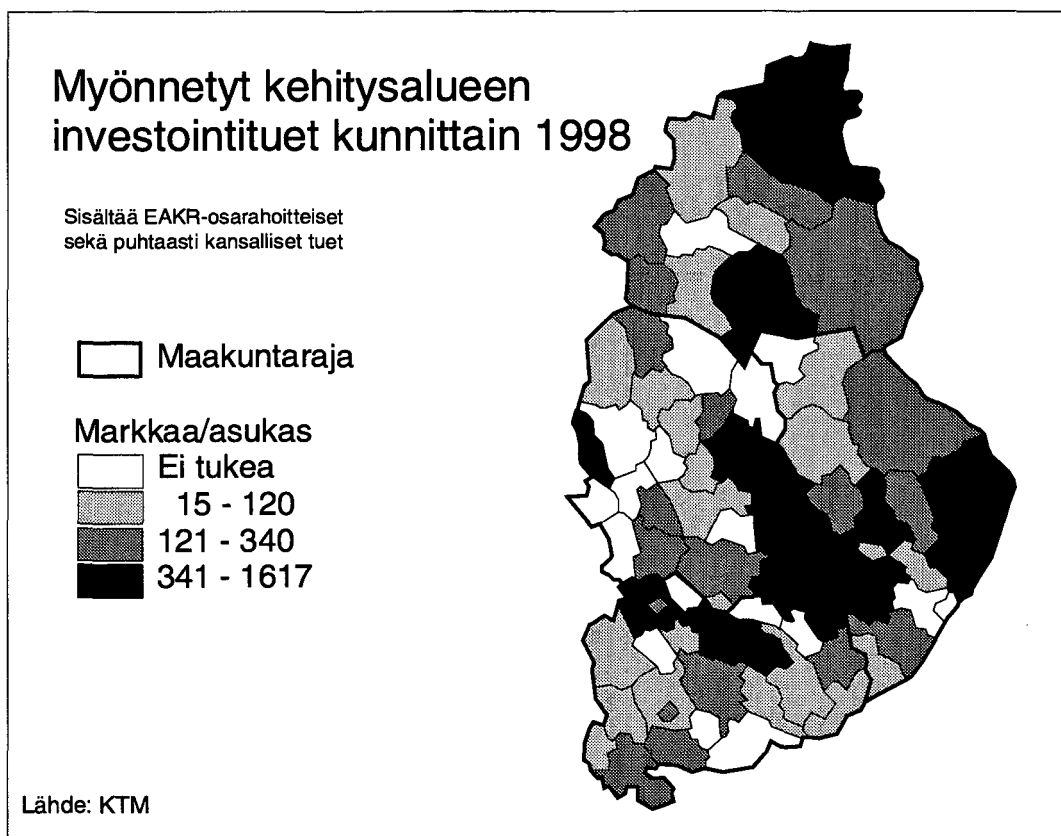 Myönnetyt kehitysalueen
investointituet kunnittain 1998
Sisältää EAKR-osarahoitteiset
sekä puhtaasti kansalliset tuet
Maakuntaraja
Markkaa/asukas
Ei tukea
15 - 120
121 - 340
341 - 1617
Lähde: KTM